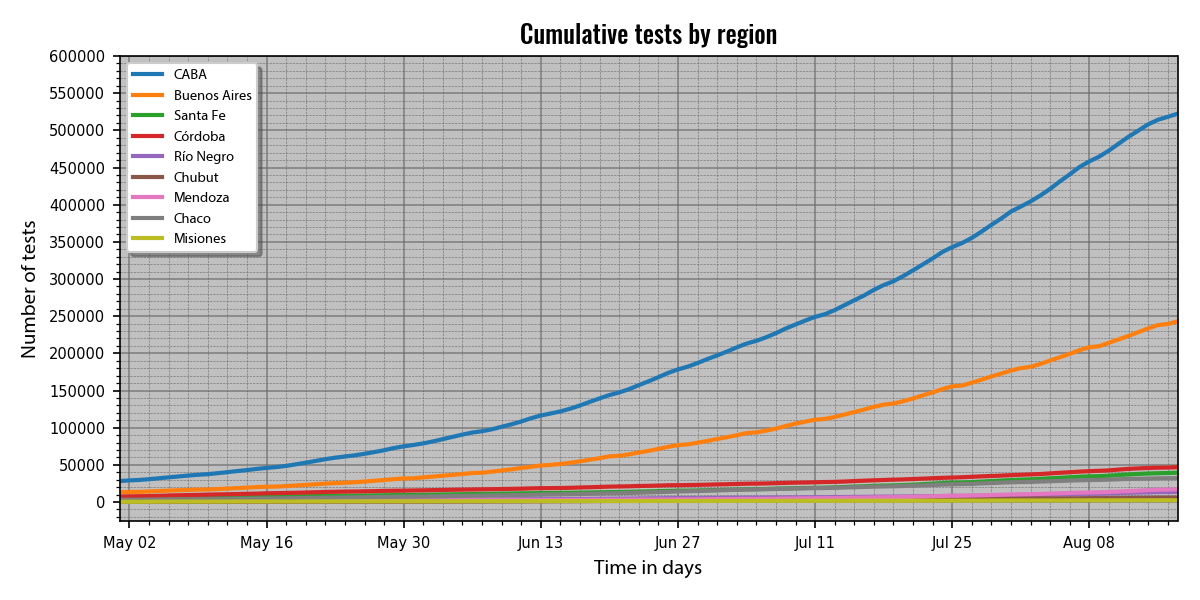 Cumulative tests by region
600000
550000
500000
450000
400000
350000
300000
250000
200000
150000
100000
50000
0
Number of tests
CABA
Buenos Aires
Santa Fe
Córdoba
Río Negro
Chubut
Mendoza
Chaco
Misiones
May 02
May 16
May 30
Jun 13
Jun 27
Jul 11
Jul 25
Aug 08
Time in days